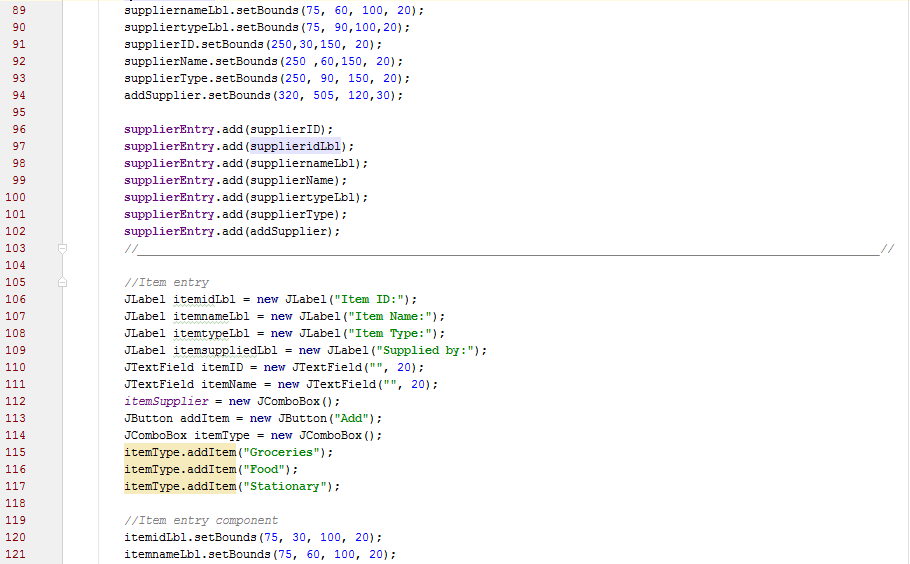 89 suppliernameLbl.setBounds(75, 60, 100, 20);
90 suppliertypeLbl.setBounds(75, 90,100,20);
91 supplierID.setBounds(250,30,150, 20);
92 supplierName.setBounds(250 ,60,150, 20);
93 supplierType.setBounds(250, 90, 150, 20);
94 addSupplier.setBounds(320, 505, 120,30);
95
96 supplierEntry.add(supplierID);
97 supplierEntry.add(supplieridLbl);
98 supplierEntry.add(suppliernameLbl);
99 supplierEntry.add(supplierName);
100 supplierEntry.add(suppliertypeLbl);
101 supplierEntry.add(supplierType);
102 supplierEntry.add(addSupplier);
103 //__________________________________________________________________________________________________________//
104
105 //Item entry
106 JLabel itemidLbl = new JLabel("Item ID:");
107 JLabel itemnameLbl = new JLabel("Item Name:");
108 JLabel itemtypeLbl = new JLabel("Item Type:");
109 JLabel itemsuppliedLbl = new JLabel("Supplied by:");
110 JTextField itemID = new JTextField("", 20);
111 JTextField itemName = new JTextField("", 20);
112 itemSupplier = new JComboBox();
113 JButton addItem = new JButton("Add");
114 JComboBox itemType = new JComboBox();
115 itemType.addItem("Groceries");
116 itemType.addItem("Food");
117 itemType.addItem("Stationary");
118
119 //Item entry component
120 itemidLbl.setBounds(75, 30, 100, 20);
121 itemnameLbl.setBounds(75, 60, 100, 20);